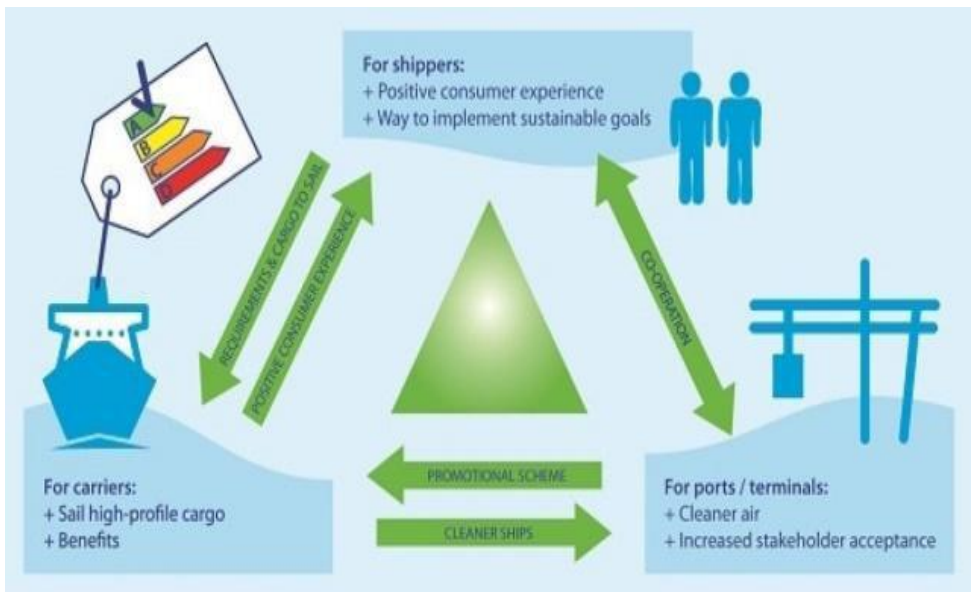 For shippers:
+ Positive consumer experience
+ Way to implement sustainable goals
A
B
C
D
REQUIREMENTS & CARGO TO SAIL
POSITIVE CONSUMER EXPERIENCE
CO-OPERATION
PROMOTIONAL SCHEME
CLEANER SHIPS
For carriers:
+ Sail high-profile cargo
+ Benefits
For ports / terminals:
+ Cleaner air
+ Increased stakeholder acceptance